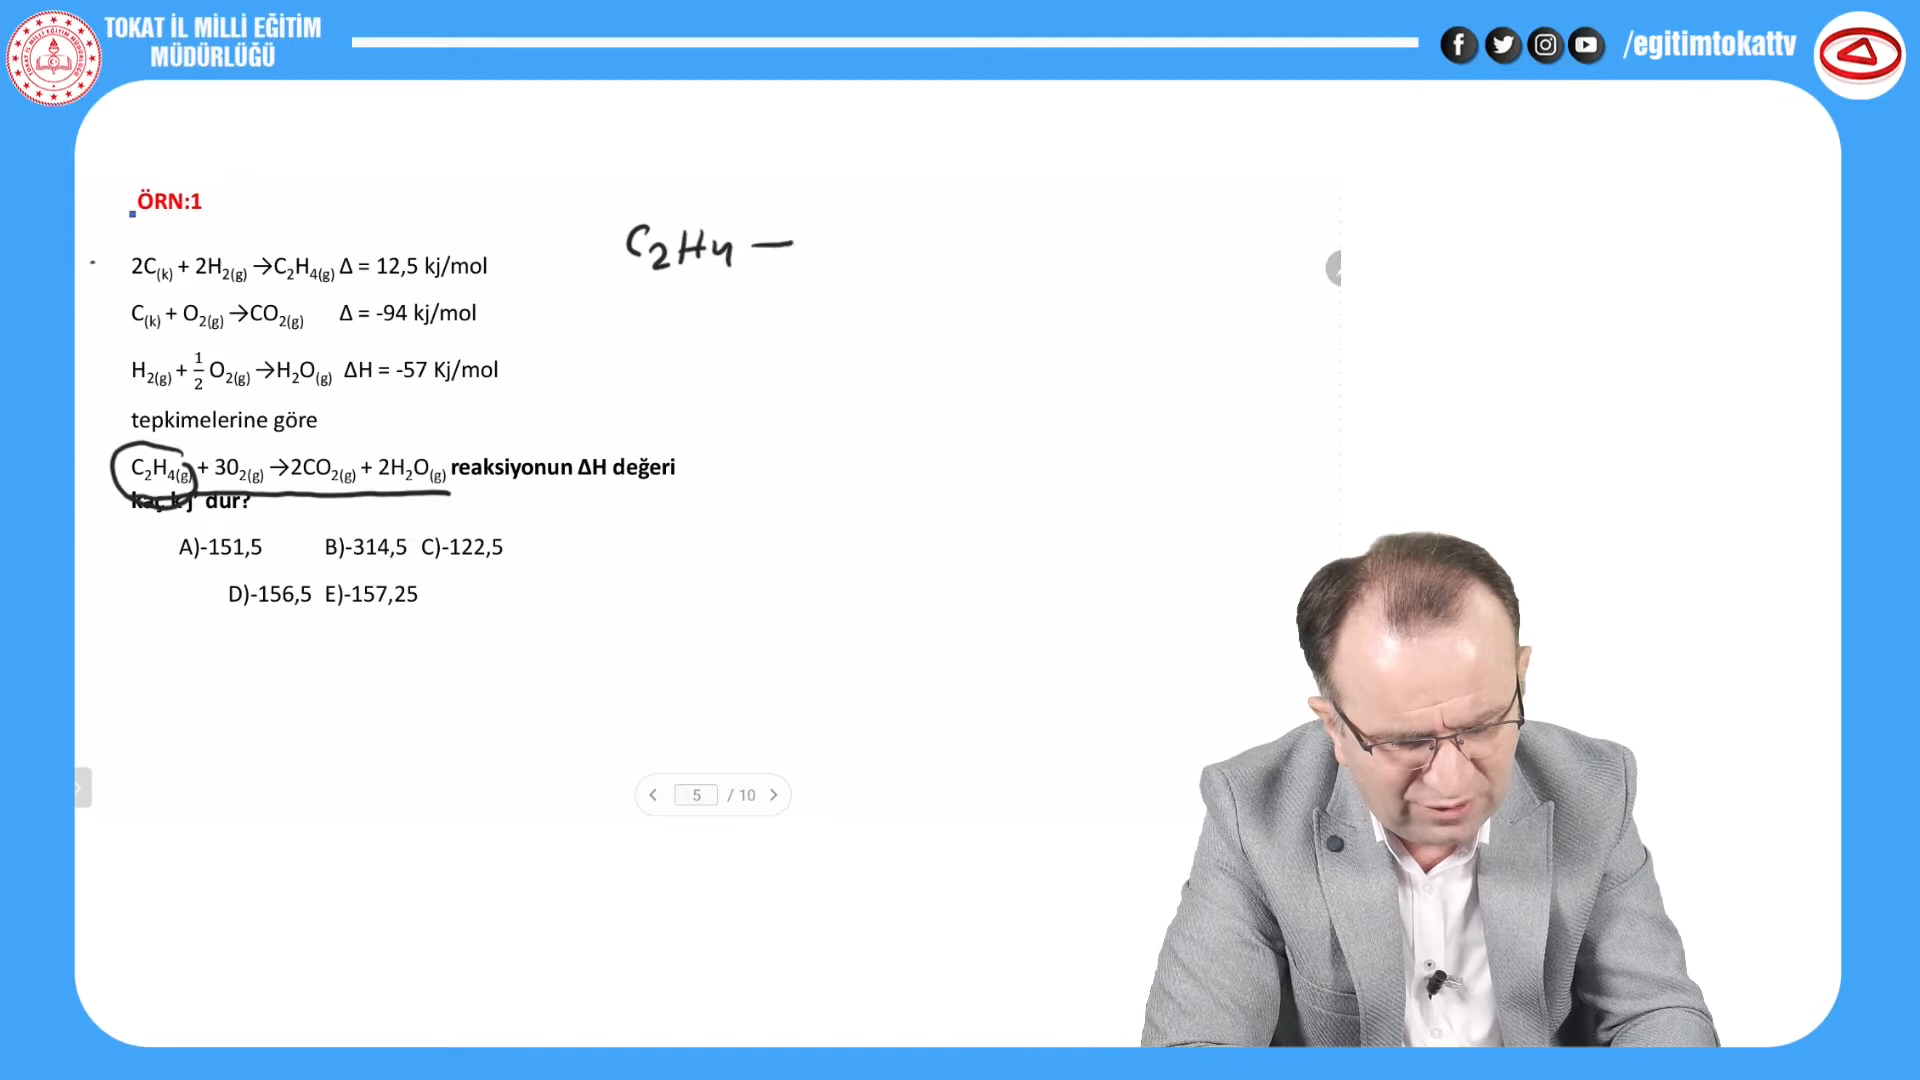 TOKAT İL MİLLİ EĞİTİM
MÜDÜRLÜĞÜ
/egitimtokattv
ÖRN:1
C2H4 —
2C(k) + 2H2(g) →C2H4(g) Δ = 12,5 kj/mol
C(k) + O2(g) →CO2(g) Δ = -94 kj/mol
H2(g) + 1/2 O2(g) →H2O(g) ΔH = -57 Kj/mol
tepkimelerine göre
C2H4(g) + 3O2(g) →2CO2(g) + 2H2O(g) reaksiyonun ΔH değeri
kaç kj' dur?
A)-151,5 B)-314,5 C)-122,5
D)-156,5 E)-157,25
5 / 10